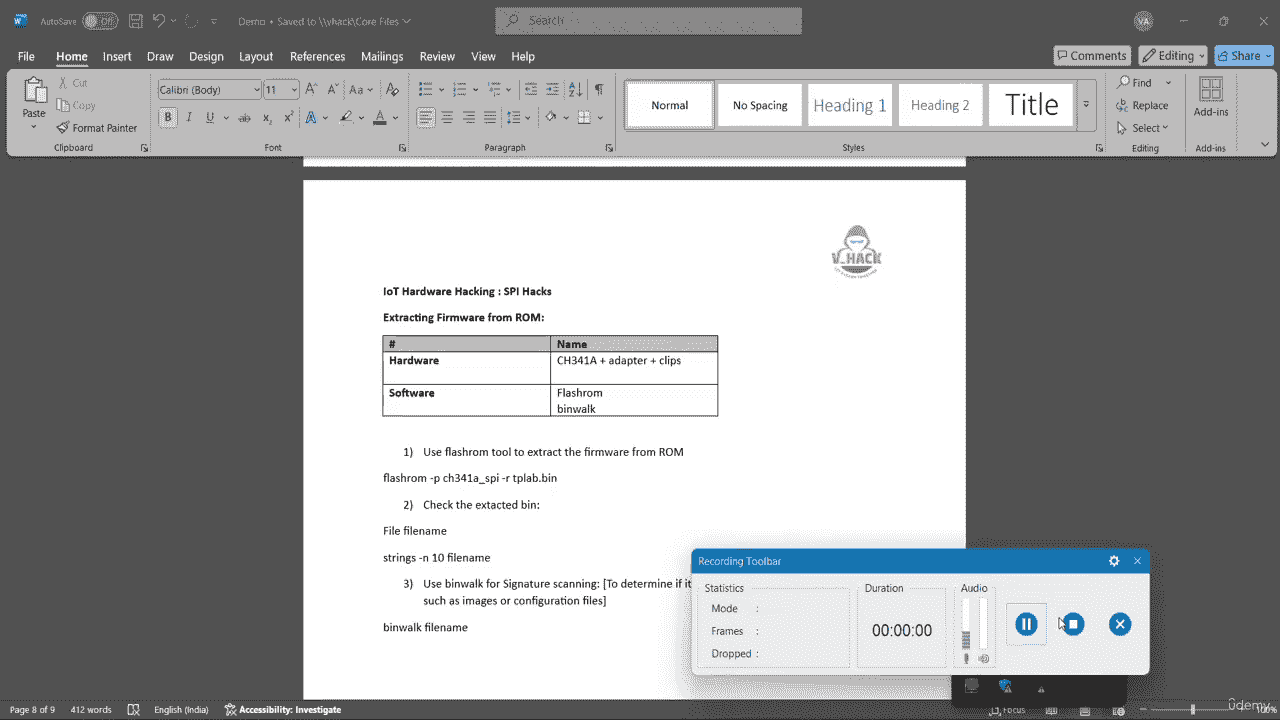 AutoSave Off Demo • Saved to \\vhack\Core Files Search VA
File Home Insert Draw Design Layout References Mailings Review View Help Comments Editing Share
Paste Cut Copy Format Painter
Calibri (Body) 11
Normal No Spacing Heading 1 Heading 2 Title
Find Replace Select Add-ins
Clipboard Font Paragraph Styles Editing Add-ins
V_HACK
IoT Hardware Hacking : SPI Hacks
Extracting Firmware from ROM:
# Name
Hardware CH341A + adapter + clips
Software Flashrom
binwalk
1) Use flashrom tool to extract the firmware from ROM
flashrom -p ch341a_spi -r tplab.bin
2) Check the extacted bin:
File filename
strings -n 10 filename
3) Use binwalk for Signature scanning: [To determine if it
such as images or configuration files]
binwalk filename
Recording Toolbar
Statistics Duration Audio
Mode :
Frames : 00:00:00
Dropped :
Page 8 of 9 412 words English (India) Accessibility: Investigate Focus 100%